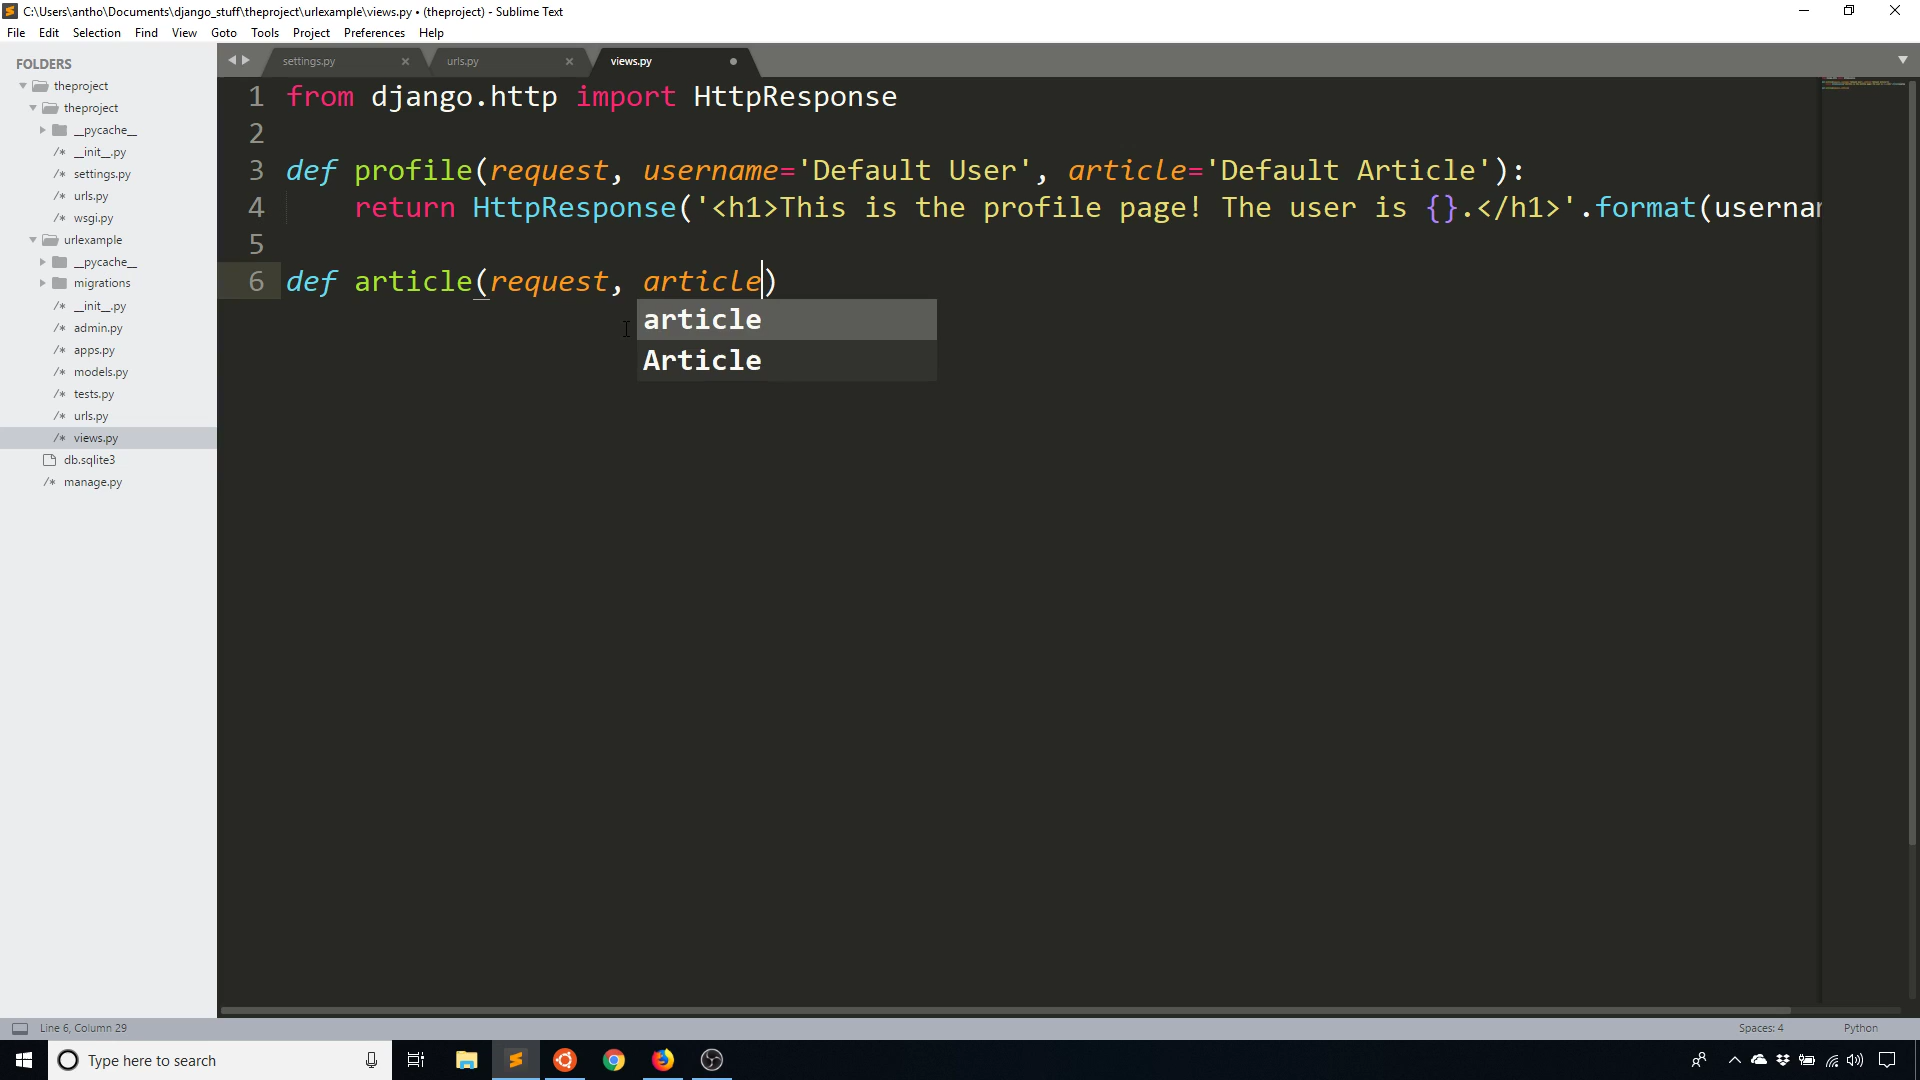 C:\Users\antho\Documents\django_stuff\theproject\urlexample\views.py • (theproject) - Sublime Text
File Edit Selection Find View Goto Tools Project Preferences Help
FOLDERS
theproject
theproject
__pycache__
/* __init__.py
/* settings.py
/* urls.py
/* wsgi.py
urlexample
__pycache__
migrations
/* __init__.py
/* admin.py
/* apps.py
/* models.py
/* tests.py
/* urls.py
/* views.py
db.sqlite3
/* manage.py
settings.py × urls.py × views.py
1 from django.http import HttpResponse
2
3 def profile(request, username='Default User', article='Default Article'):
4 return HttpResponse('<h1>This is the profile page! The user is {}.</h1>'.format(userna
5
6 def article(request, article)
article
Article
Line 6, Column 29 Spaces: 4 Python
Type here to search